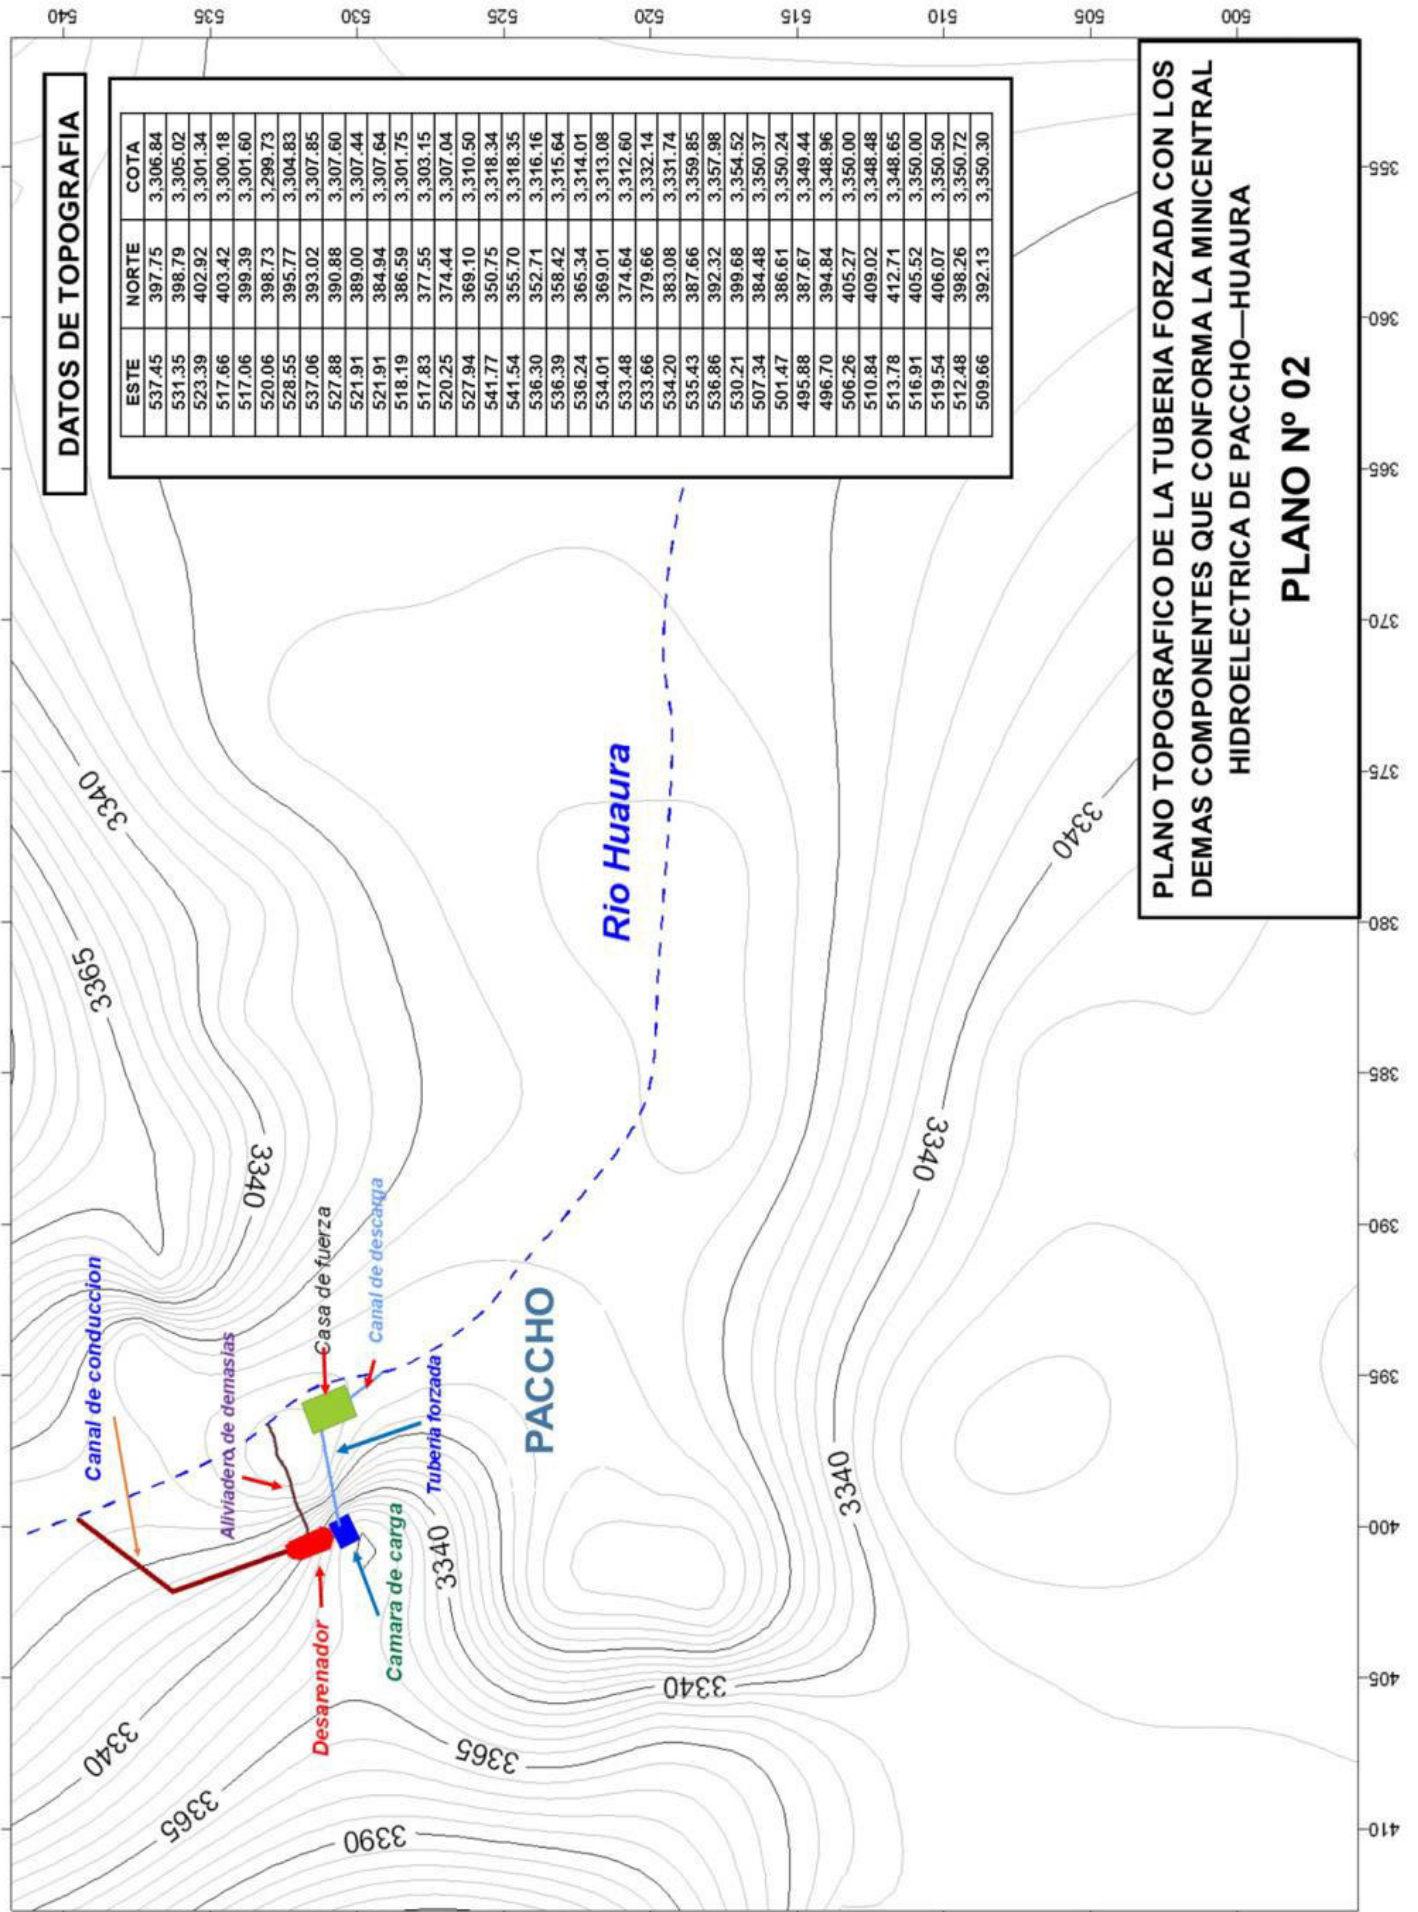 DATOS DE TOPOGRAFIA
ESTE NORTE COTA
537.45 397.75 3,306.84
531.35 398.79 3,305.02
523.39 402.92 3,301.34
517.66 403.42 3,300.18
517.06 399.39 3,301.60
520.06 398.73 3,299.73
528.55 395.77 3,304.83
537.06 393.02 3,307.85
527.88 390.88 3,307.60
521.91 389.00 3,307.44
521.91 384.94 3,307.64
518.19 386.59 3,301.75
517.83 377.55 3,303.15
520.25 374.44 3,307.04
527.94 369.10 3,310.50
541.77 350.75 3,318.34
541.54 355.70 3,318.35
536.30 352.71 3,316.16
536.39 358.42 3,315.64
536.24 365.34 3,314.01
534.01 369.01 3,313.08
533.48 374.64 3,312.60
533.66 379.66 3,332.14
534.20 383.08 3,331.74
535.43 387.66 3,359.85
536.86 392.32 3,357.98
530.21 399.68 3,354.52
507.34 384.48 3,350.37
501.47 386.61 3,350.24
495.88 387.67 3,349.44
496.70 394.84 3,348.96
506.26 405.27 3,350.00
510.84 409.02 3,348.48
513.78 412.71 3,348.65
516.91 405.52 3,350.00
519.54 406.07 3,350.50
512.48 398.26 3,350.72
509.66 392.13 3,350.30
3340
3365
3340
Canal de conduccion
Aliviadero de demasias
Casa de fuerza
Canal de descarga
Tuberia forzada
Camara de carga
Desarenador
PACCHO
Rio Huaura
3340
3365
3390
3365
3340
3340
3340
3340
3340
540
535
530
525
520
515
510
505
500
355
360
365
370
375
380
385
390
395
400
405
410
PLANO TOPOGRAFICO DE LA TUBERIA FORZADA CON LOS
DEMAS COMPONENTES QUE CONFORMA LA MINICENTRAL
HIDROELECTRICA DE PACCHO—HUAURA
PLANO Nº 02